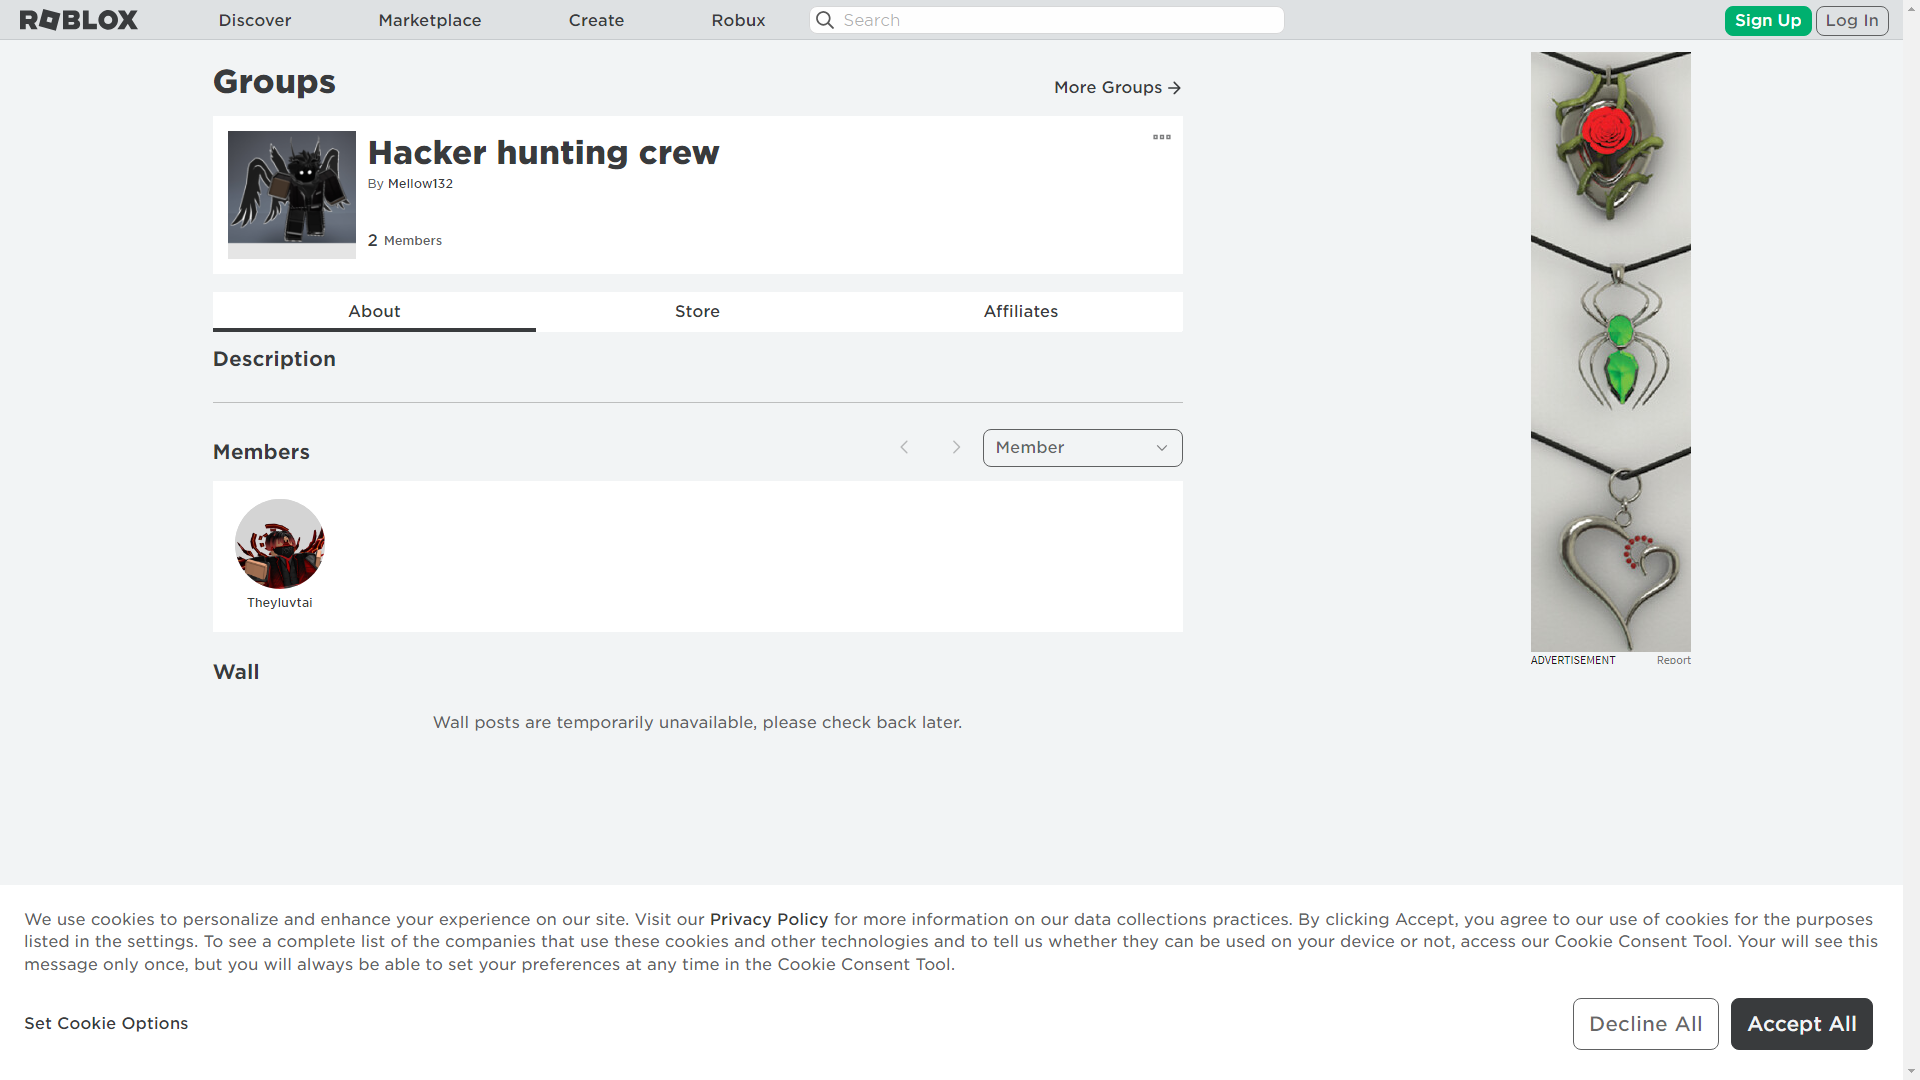 ROBLOX
Discover
Marketplace
Create
Robux
Search
Sign Up
Log In
Groups
More Groups
Hacker hunting crew
By Mellow132
2 Members
About
Store
Affiliates
Description
Members
Member
Theyluvtai
Wall
Wall posts are temporarily unavailable, please check back later.
ADVERTISEMENT
Report
We use cookies to personalize and enhance your experience on our site. Visit our Privacy Policy for more information on our data collections practices. By clicking Accept, you agree to our use of cookies for the purposes
listed in the settings. To see a complete list of the companies that use these cookies and other technologies and to tell us whether they can be used on your device or not, access our Cookie Consent Tool. Your will see this
message only once, but you will always be able to set your preferences at any time in the Cookie Consent Tool.
Set Cookie Options
Decline All
Accept All